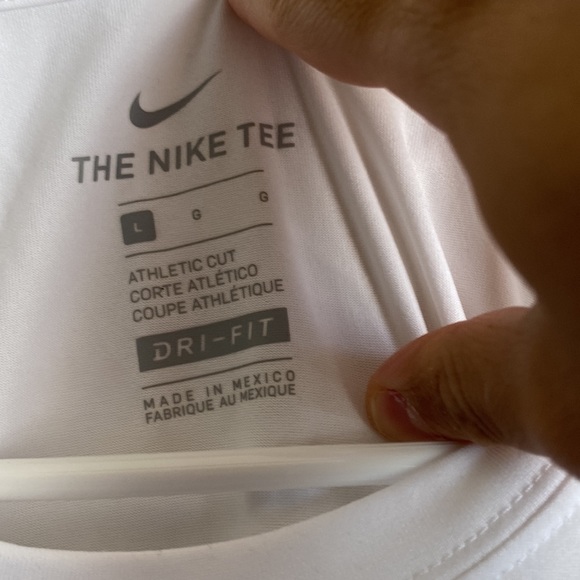 THE NIKE TEE
L G G
ATHLETIC CUT
CORTE ATLÉTICO
COUPE ATHLÉTIQUE
DRI-FIT
MADE IN MEXICO
FABRIQUE AU MEXIQUE